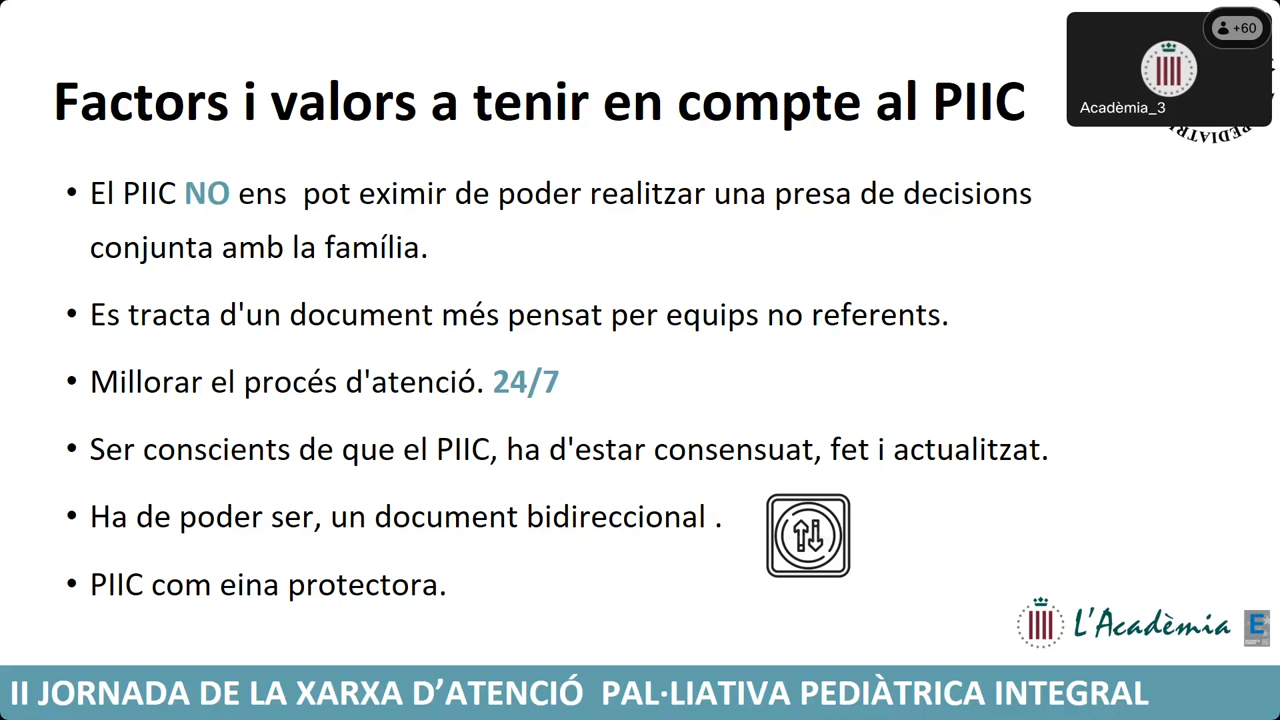 +60
Acadèmia_3
PEDIATRI
Factors i valors a tenir en compte al PIIC
• El PIIC NO ens  pot eximir de poder realitzar una presa de decisions
conjunta amb la família.
• Es tracta d'un document més pensat per equips no referents.
• Millorar el procés d'atenció. 24/7
• Ser conscients de que el PIIC, ha d'estar consensuat, fet i actualitzat.
• Ha de poder ser, un document bidireccional .
• PIIC com eina protectora.
L'Acadèmia
E
II JORNADA DE LA XARXA D’ATENCIÓ  PAL·LIATIVA PEDIÀTRICA INTEGRAL